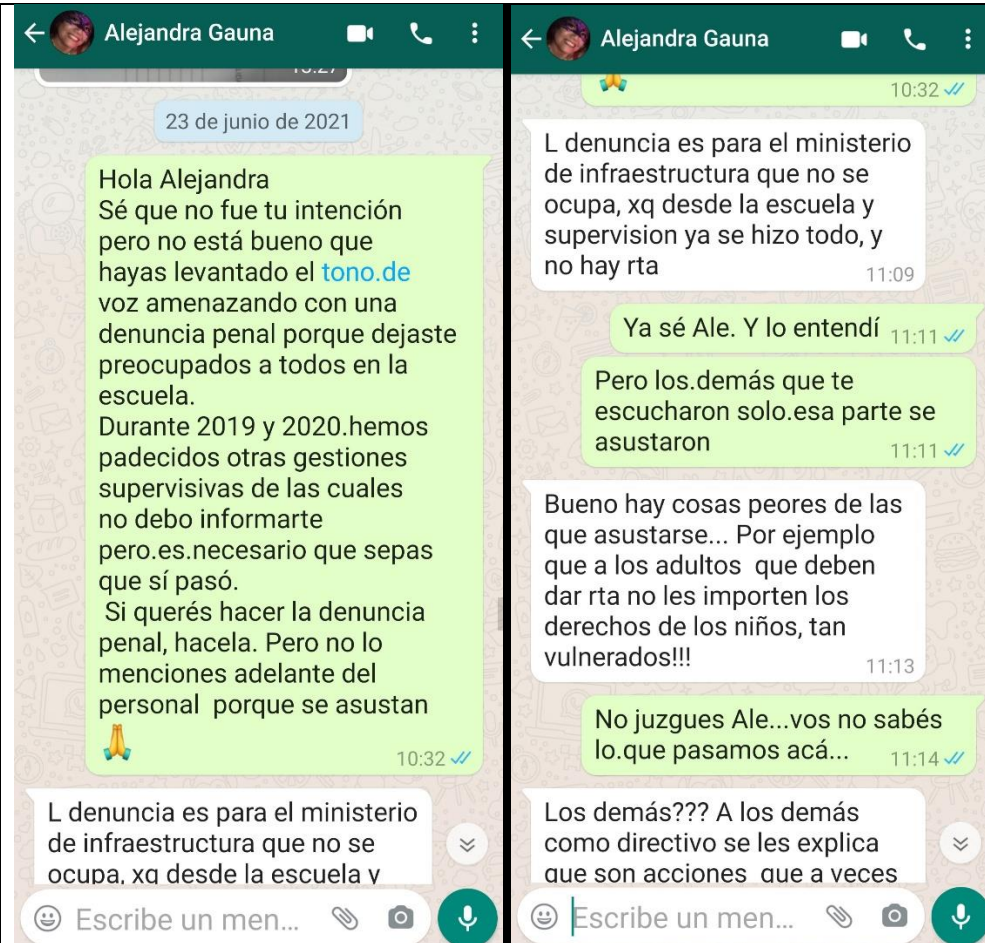 Alejandra Gauna
23 de junio de 2021
Hola Alejandra
Sé que no fue tu intención
pero no está bueno que
hayas levantado el tono.de
voz amenazando con una
denuncia penal porque dejaste
preocupados a todos en la
escuela.
Durante 2019 y 2020.hemos
padecidos otras gestiones
supervisivas de las cuales
no debo informarte
pero.es.necesario que sepas
que sí pasó.
Si querés hacer la denuncia
penal, hacela. Pero no lo
menciones adelante del
personal porque se asustan
🙏
10:32
L denuncia es para el ministerio
de infraestructura que no se
ocupa, xq desde la escuela y
Escribe un men...
Alejandra Gauna
🙏
10:32
L denuncia es para el ministerio
de infraestructura que no se
ocupa, xq desde la escuela y
supervision ya se hizo todo, y
no hay rta
11:09
Ya sé Ale. Y lo entendí 11:11
Pero los.demás que te
escucharon solo.esa parte se
asustaron
11:11
Bueno hay cosas peores de las
que asustarse... Por ejemplo
que a los adultos que deben
dar rta no les importen los
derechos de los niños, tan
vulnerados!!!
11:13
No juzgues Ale...vos no sabés
lo.que pasamos acá...
11:14
Los demás??? A los demás
como directivo se les explica
que son acciones que a veces
Escribe un men...